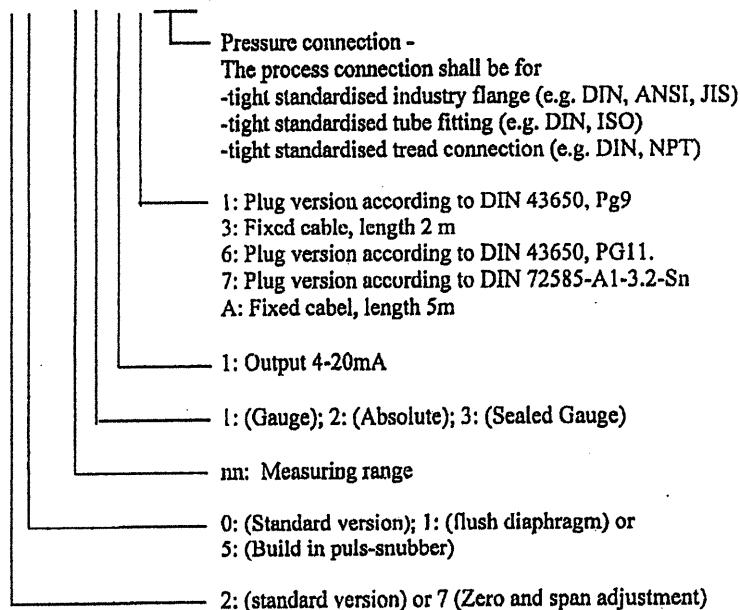 Pressure connection -
The process connection shall be for
-tight standardised industry flange (e.g. DIN, ANSI, JIS)
-tight standardised tube fitting (e.g. DIN, ISO)
-tight standardised tread connection (e.g. DIN, NPT)
1: Plug version according to DIN 43650, Pg9
3: Fixed cable, length 2 m
6: Plug version according to DIN 43650, PG11.
7: Plug version according to DIN 72585-A1-3.2-Sn
A: Fixed cabel, length 5m
1: Output 4-20mA
1: (Gauge); 2: (Absolute); 3: (Sealed Gauge)
nn: Measuring range
0: (Standard version); 1: (flush diaphragm) or
5: (Build in puls-snubber)
2: (standard version) or 7 (Zero and span adjustment)